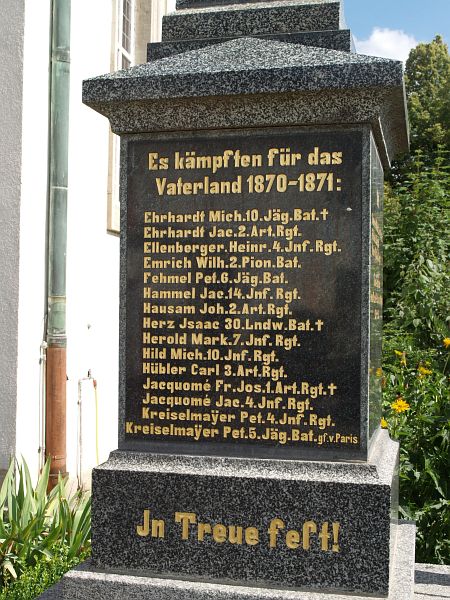 Es kämpften für das
Vaterland 1870-1871:
Ehrhardt Mich.10.Jäg.Bat.†
Ehrhardt Jac.2.Art.Rgt.
Ellenberger.Heinr.4.Jnf.Rgt.
Emrich Wilh.2.Pion.Bat.
Fehmel Pet.6.Jäg.Bat.
Hammel Jac.14.Jnf.Rgt.
Hausam Joh.2.Art.Rgt.
Herz Jsaac 30.Lndw.Bat.†
Herold Mark.7.Jnf.Rgt.
Hild Mich.10.Jnf.Rgt.
Hübler Carl 3.Art.Rgt.
Jacquomé Fr.Jos.1.Art.Rgt.†
Jacquomé Jac.4.Jnf.Rgt.
Kreiselmaÿer Pet.4.Jnf.Rgt.
Kreiselmaÿer Pet.5.Jäg.Bat.gf.v.Paris
Jn Treue fest!